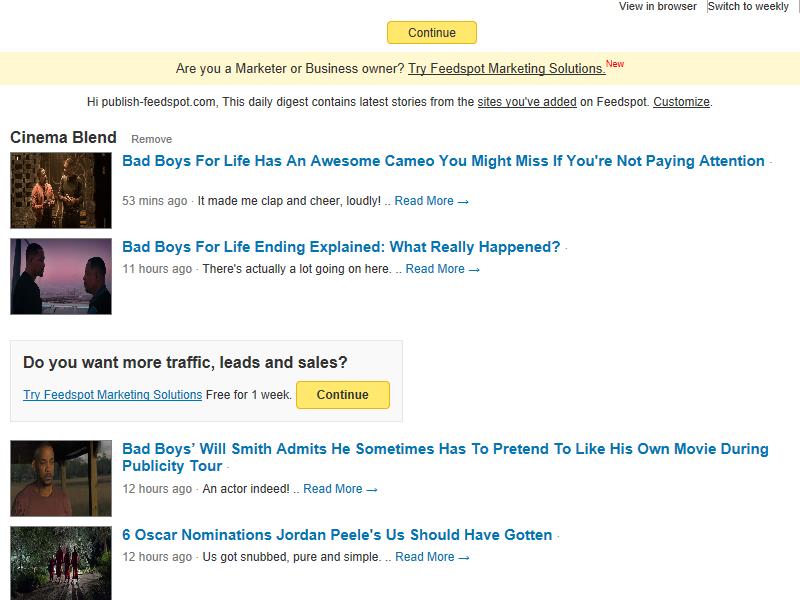 View in browser Switch to weekly
Continue
Are you a Marketer or Business owner? Try Feedspot Marketing Solutions. New
Hi publish-feedspot.com, This daily digest contains latest stories from the sites you've added on Feedspot. Customize.
Cinema Blend Remove
Bad Boys For Life Has An Awesome Cameo You Might Miss If You're Not Paying Attention ·
53 mins ago · It made me clap and cheer, loudly! .. Read More →
Bad Boys For Life Ending Explained: What Really Happened? ·
11 hours ago · There's actually a lot going on here. .. Read More →
Do you want more traffic, leads and sales?
Try Feedspot Marketing Solutions Free for 1 week. Continue
Bad Boys’ Will Smith Admits He Sometimes Has To Pretend To Like His Own Movie During
Publicity Tour ·
12 hours ago · An actor indeed! .. Read More →
6 Oscar Nominations Jordan Peele's Us Should Have Gotten ·
12 hours ago · Us got snubbed, pure and simple. .. Read More →